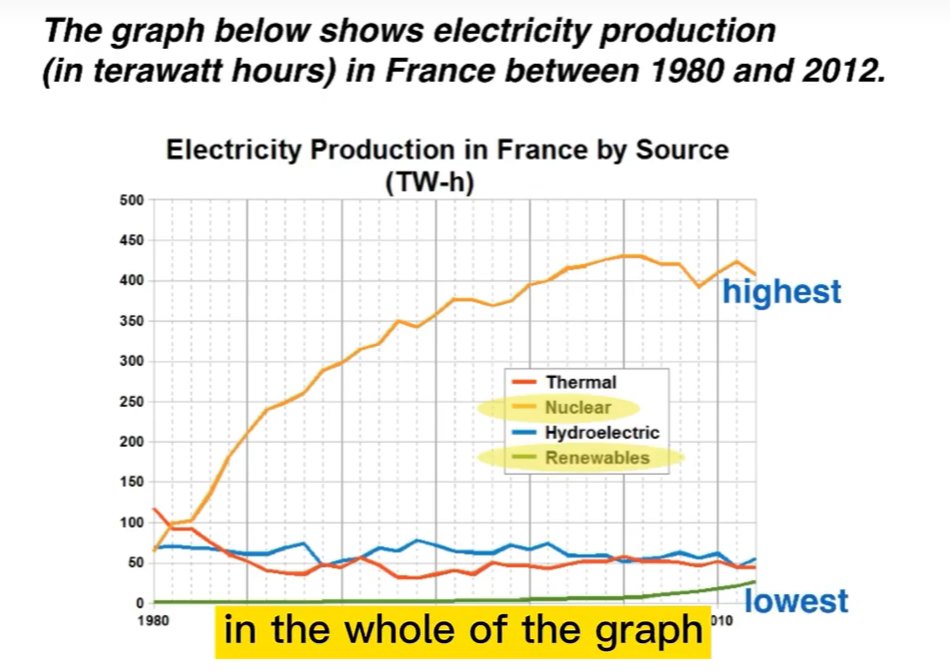 The graph below shows electricity production
(in terawatt hours) in France between 1980 and 2012.
Electricity Production in France by Source
(TW-h)
500
450
400
highest
350
300
Thermal
250
Nuclear
Hydroelectric
200
Renewables
150
100
50
0
lowest
1980
010
in the whole of the graph